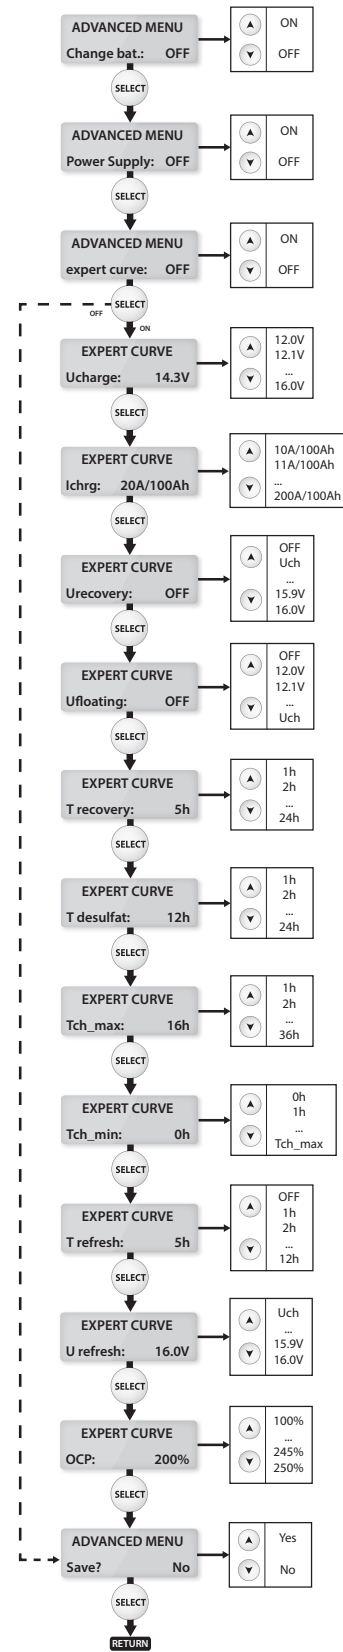 ADVANCED MENU
Change bat.: OFF
ON
OFF
SELECT
ADVANCED MENU
Power Supply: OFF
ON
OFF
SELECT
ADVANCED MENU
expert curve: OFF
ON
OFF
SELECT
OFF
ON
EXPERT CURVE
Ucharge: 14.3V
12.0V
12.1V
...
16.0V
SELECT
EXPERT CURVE
Ichrg: 20A/100Ah
10A/100Ah
11A/100Ah
...
200A/100Ah
SELECT
EXPERT CURVE
Urecovery: OFF
OFF
Uch
...
15.9V
16.0V
SELECT
EXPERT CURVE
Ufloating: OFF
OFF
12.0V
12.1V
...
Uch
SELECT
EXPERT CURVE
T recovery: 5h
1h
2h
...
24h
SELECT
EXPERT CURVE
T desulfat: 12h
1h
2h
...
24h
SELECT
EXPERT CURVE
Tch_max: 16h
1h
2h
...
36h
SELECT
EXPERT CURVE
Tch_min: 0h
0h
1h
...
Tch_max
SELECT
EXPERT CURVE
T refresh: 5h
OFF
1h
2h
...
12h
SELECT
EXPERT CURVE
U refresh: 16.0V
Uch
...
15.9V
16.0V
SELECT
EXPERT CURVE
OCP: 200%
100%
...
245%
250%
SELECT
ADVANCED MENU
Save? No
Yes
No
SELECT
RETURN